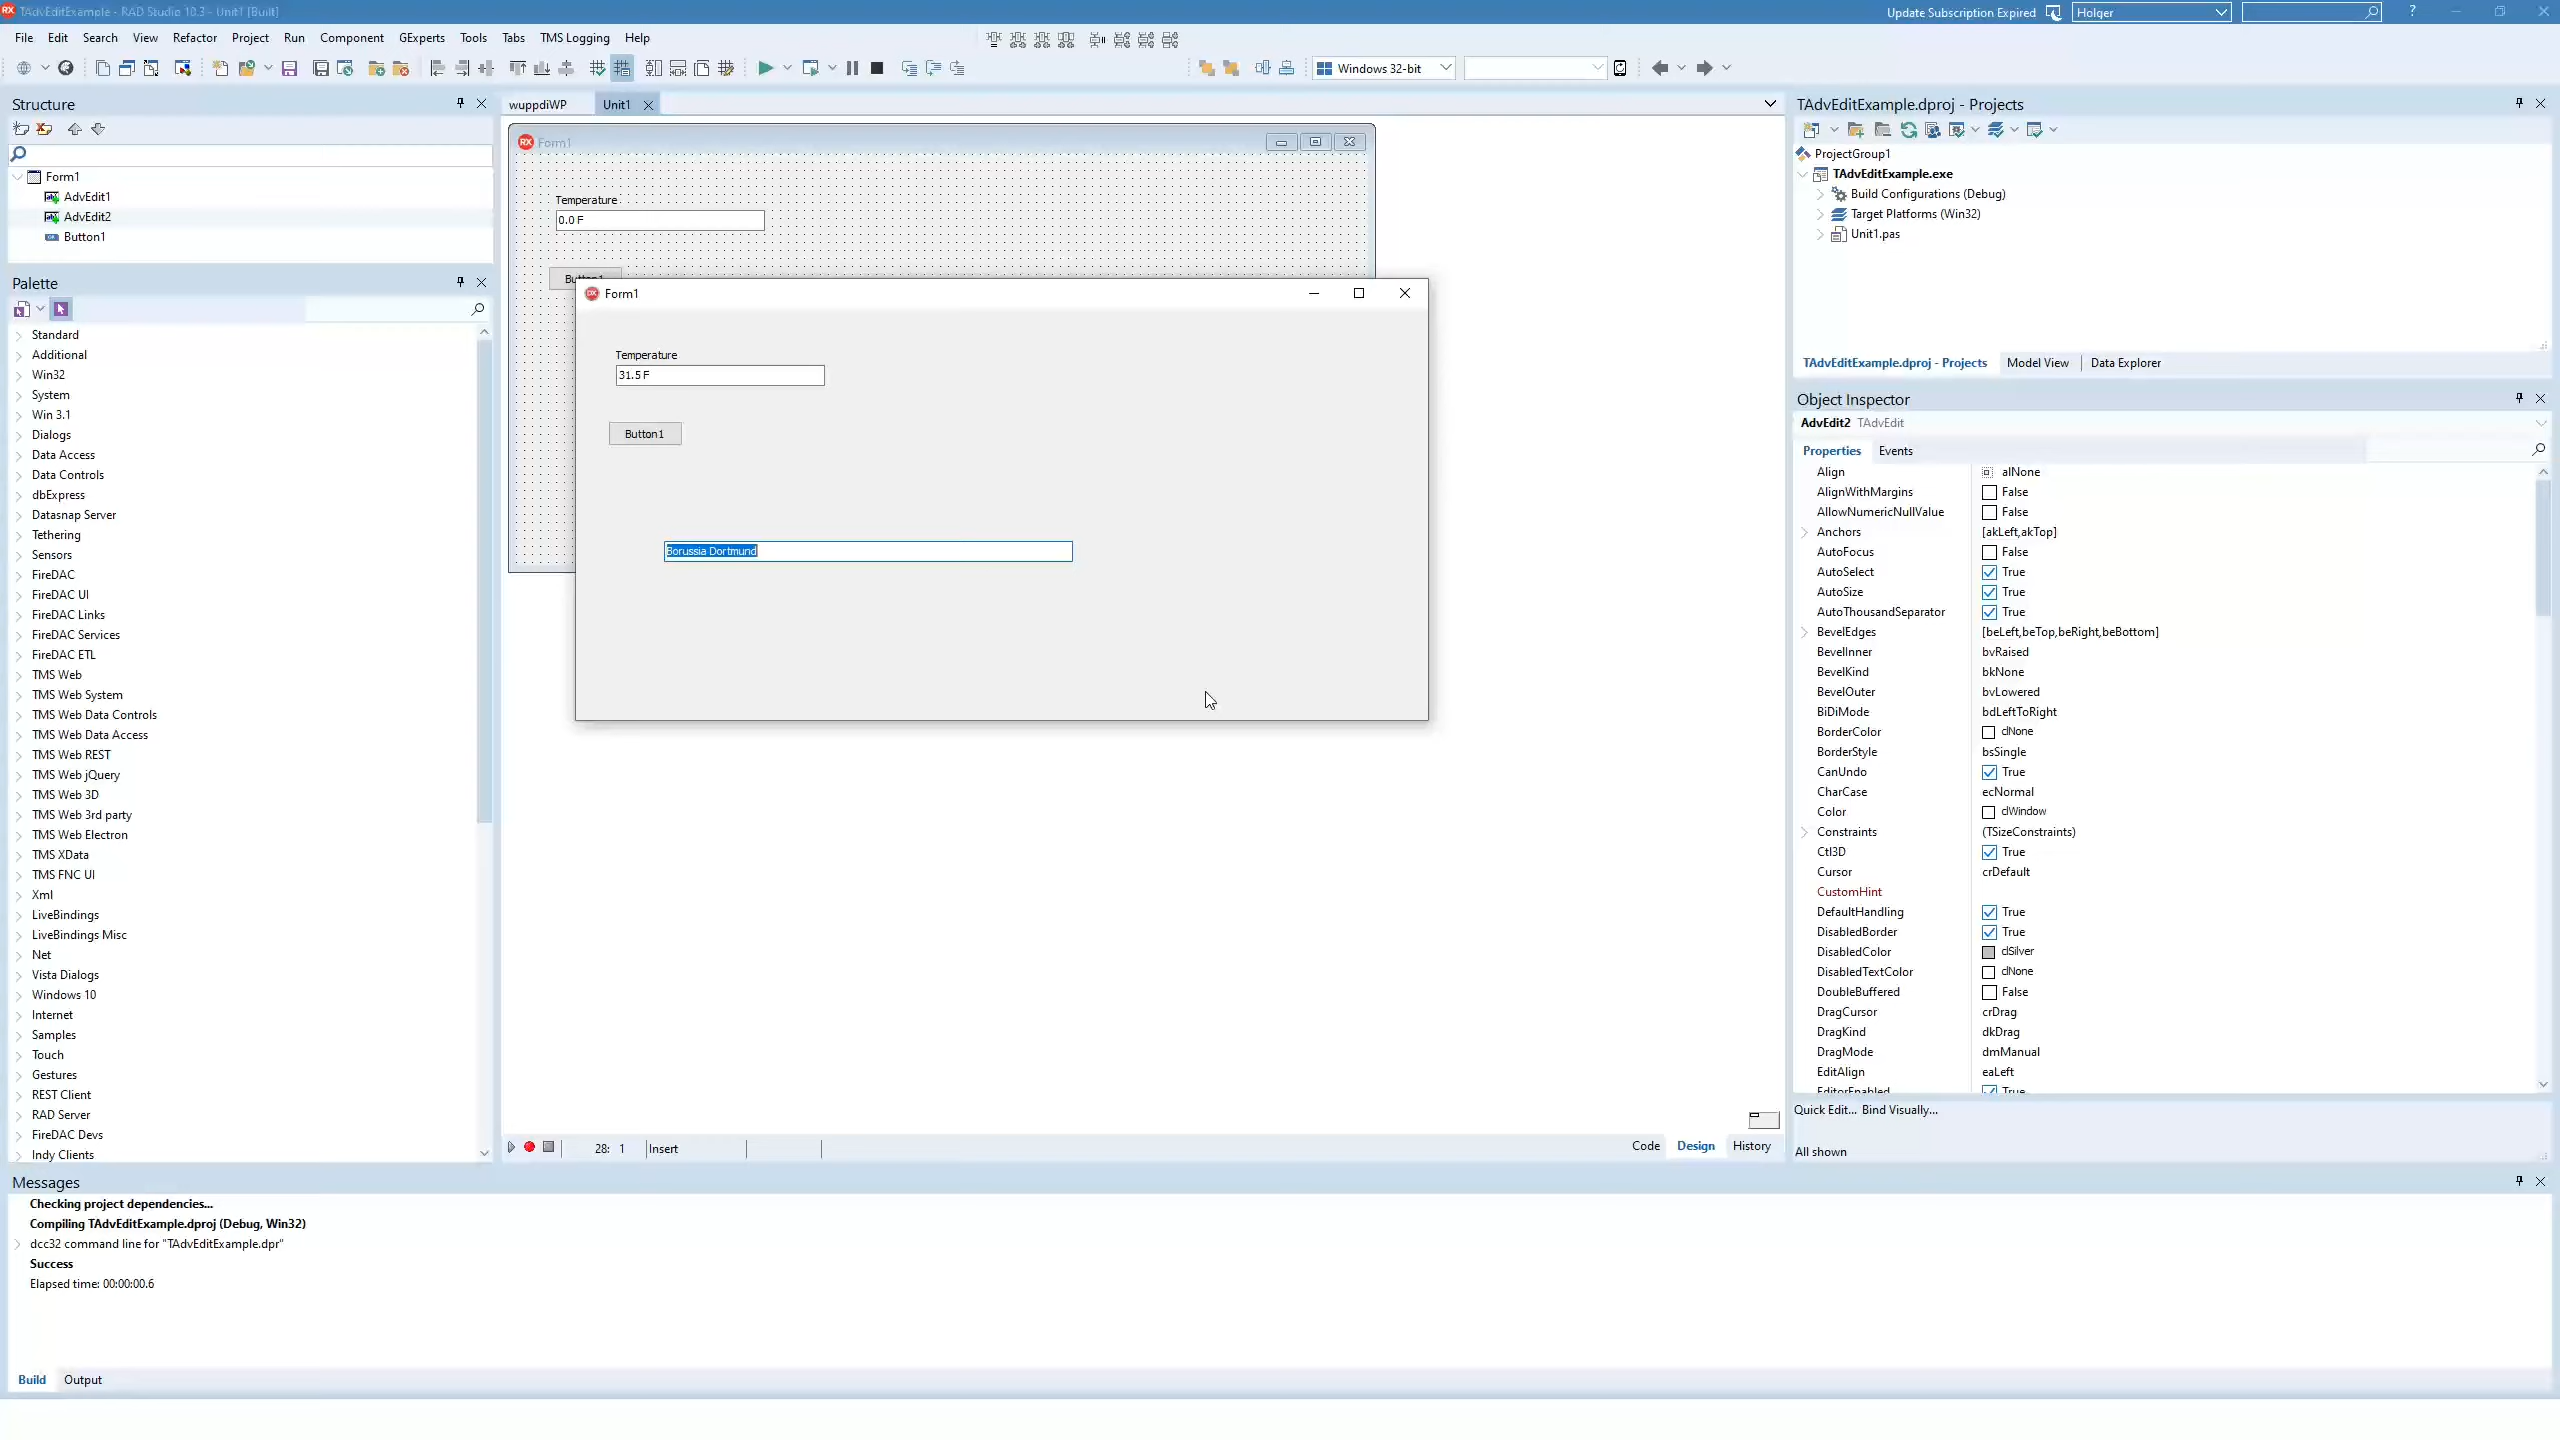 TAdvEditExample - RAD Studio 10.3 - Unit1 [Built]
Update Subscription Expired
Holger
?
File Edit Search View Refactor Project Run Component GExperts Tools Tabs TMS Logging Help
Windows 32-bit
Structure
Form1
AdvEdit1
AdvEdit2
Button1
Palette
Standard
Additional
Win32
System
Win 3.1
Dialogs
Data Access
Data Controls
dbExpress
Datasnap Server
Tethering
Sensors
FireDAC
FireDAC UI
FireDAC Links
FireDAC Services
FireDAC ETL
TMS Web
TMS Web System
TMS Web Data Controls
TMS Web Data Access
TMS Web REST
TMS Web jQuery
TMS Web 3D
TMS Web 3rd party
TMS Web Electron
TMS XData
TMS FNC UI
Xml
LiveBindings
LiveBindings Misc
Net
Vista Dialogs
Windows 10
Internet
Samples
Touch
Gestures
REST Client
RAD Server
FireDAC Devs
Indy Clients
wuppdiWP Unit1
Form1
Temperature
0.0 F
Button1
Form1
Temperature
31.5 F
Button1
Borussia Dortmund
28: 1 Insert
Code Design History
TAdvEditExample.dproj - Projects
ProjectGroup1
TAdvEditExample.exe
Build Configurations (Debug)
Target Platforms (Win32)
Unit1.pas
TAdvEditExample.dproj - Projects Model View Data Explorer
Object Inspector
AdvEdit2 TAdvEdit
Properties Events
Align alNone
AlignWithMargins False
AllowNumericNullValue False
Anchors [akLeft,akTop]
AutoFocus False
AutoSelect True
AutoSize True
AutoThousandSeparator True
BevelEdges [beLeft,beTop,beRight,beBottom]
BevelInner bvRaised
BevelKind bkNone
BevelOuter bvLowered
BiDiMode bdLeftToRight
BorderColor clNone
BorderStyle bsSingle
CanUndo True
CharCase ecNormal
Color clWindow
Constraints (TSizeConstraints)
Ctl3D True
Cursor crDefault
CustomHint
DefaultHandling True
DisabledBorder True
DisabledColor clSilver
DisabledTextColor clNone
DoubleBuffered False
DragCursor crDrag
DragKind dkDrag
DragMode dmManual
EditAlign eaLeft
EditorEnabled True
Quick Edit... Bind Visually...
All shown
Messages
Checking project dependencies...
Compiling TAdvEditExample.dproj (Debug, Win32)
dcc32 command line for "TAdvEditExample.dpr"
Success
Elapsed time: 00:00:00.6
Build Output